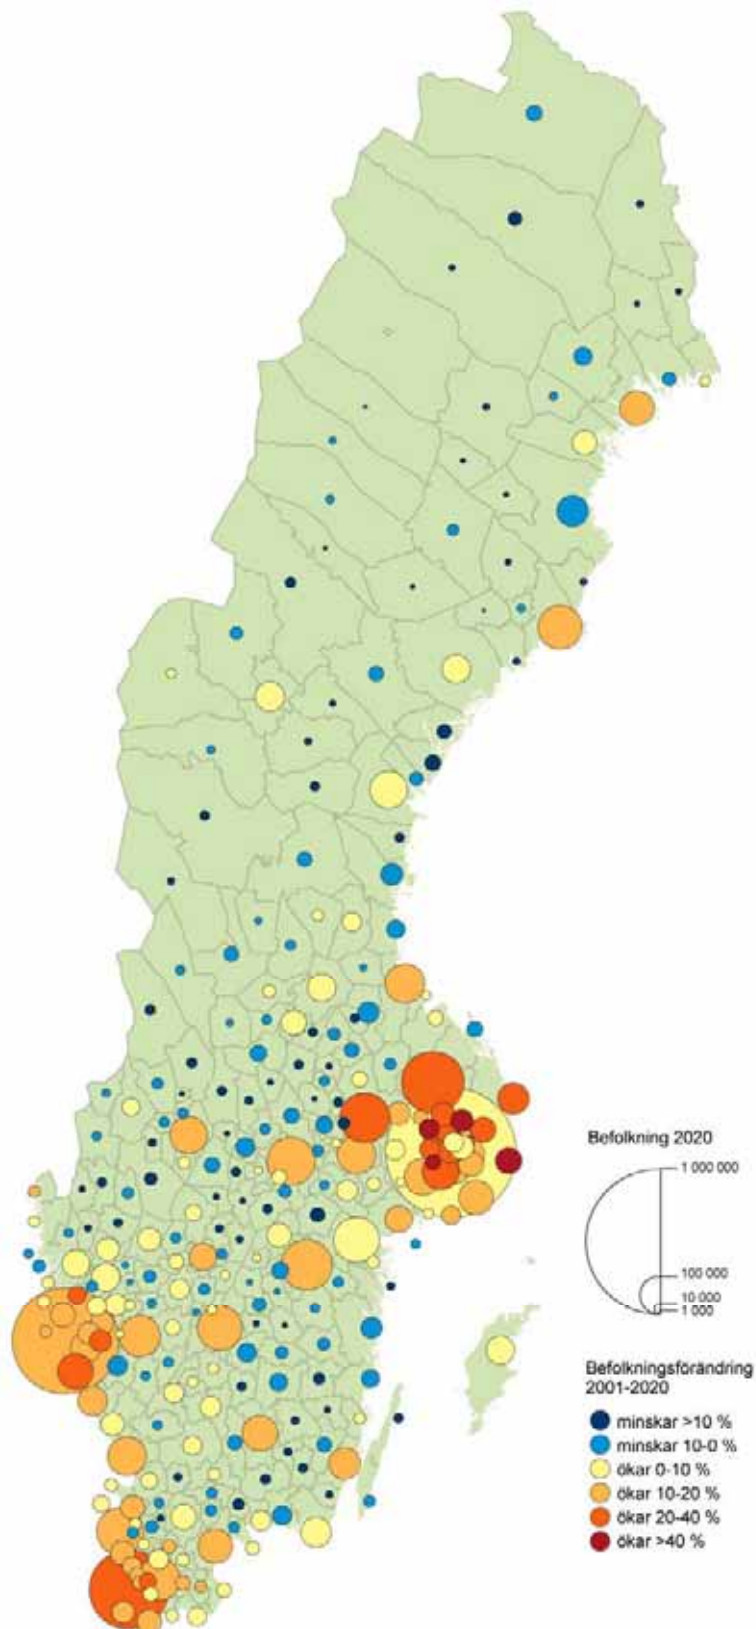 Befolkning 2020
1 000 000
100 000
10 000
1 000
Befolkningsförändring
2001-2020
minskar >10 %
minskar 10-0 %
ökar 0-10 %
ökar 10-20 %
ökar 20-40 %
ökar >40 %